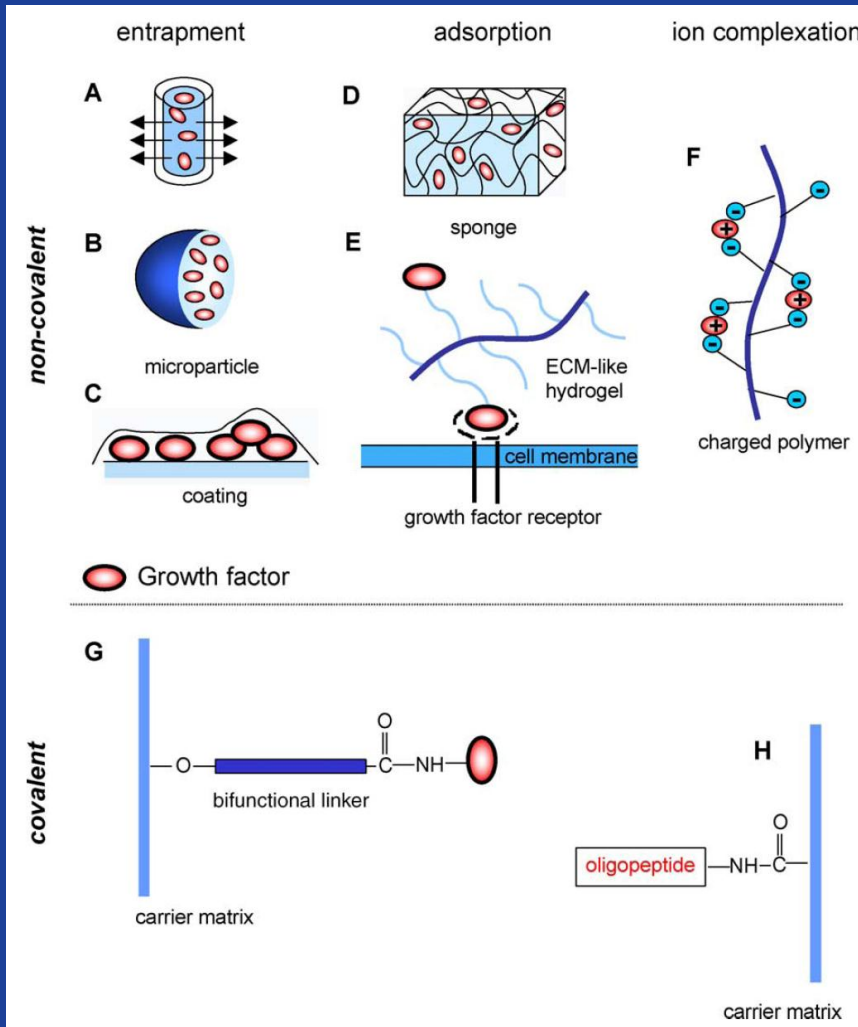 entrapment
adsorption
ion complexation
non-covalent
A
B
microparticle
C
coating
D
sponge
E
ECM-like
hydrogel
cell membrane
growth factor receptor
F
-
-
+
-
-
+
-
-
+
-
-
charged polymer
Growth factor
covalent
G
O
O
C
NH
bifunctional linker
carrier matrix
H
O
oligopeptide
NH
C
carrier matrix